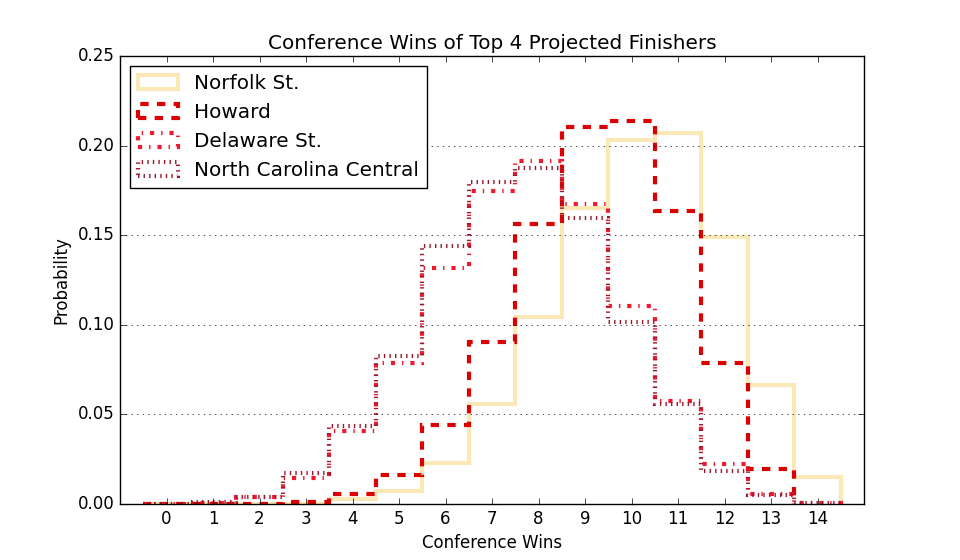 Conference Wins of Top 4 Projected Finishers
Norfolk St.
Howard
Delaware St.
North Carolina Central
0.25
0.20
0.15
0.10
0.05
0.00
Probability
0 1 2 3 4 5 6 7 8 9 10 11 12 13 14
Conference Wins